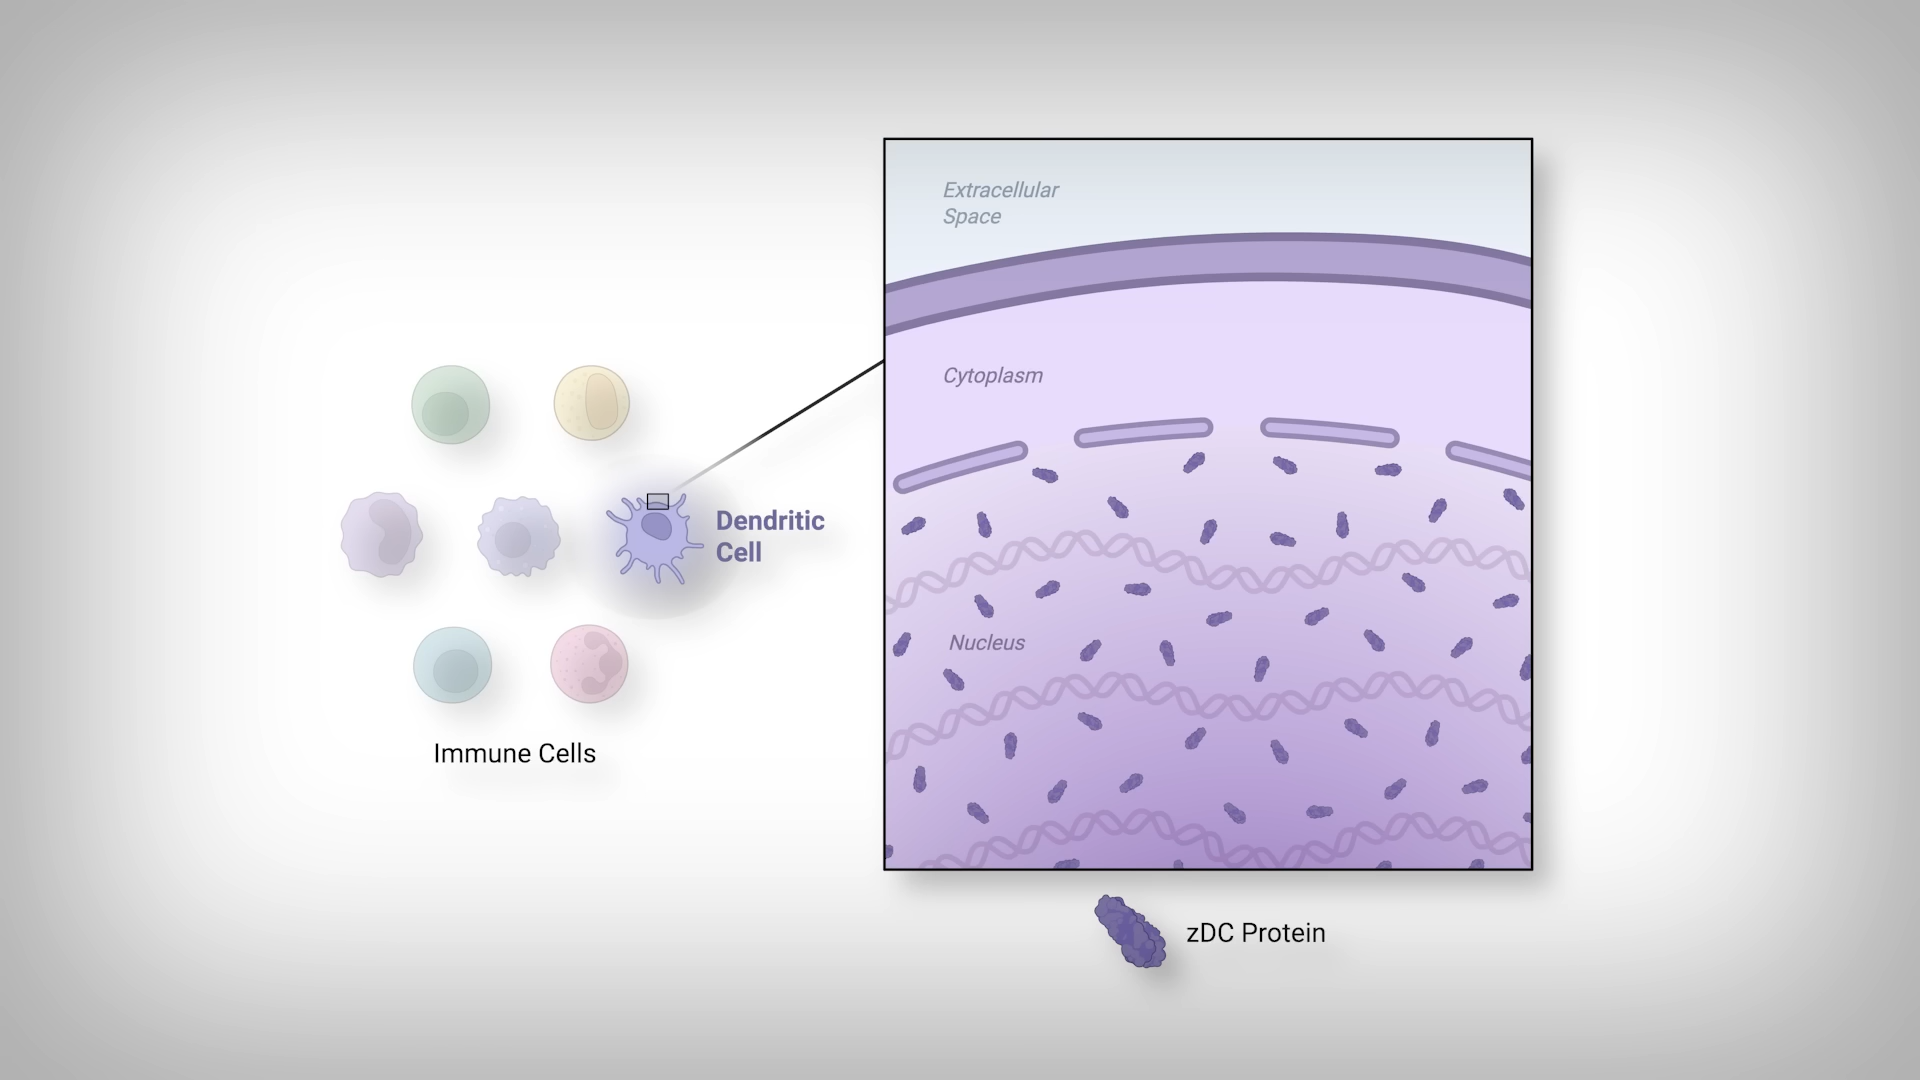 Extracellular
Space
Cytoplasm
Dendritic
Cell
Nucleus
Immune Cells
zDC Protein